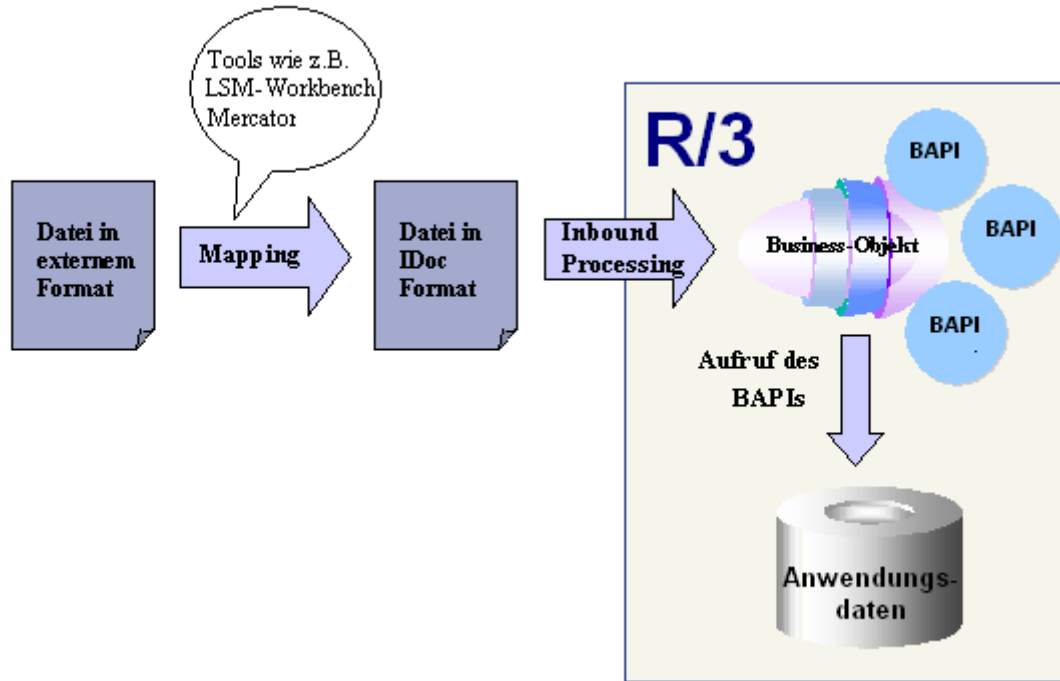 Tools wie z.B.
LSM-Workbench
Mercator
Datei in
externem
Format
Mapping
Datei in
IDoc
Format
Inbound
Processing
R/3
BAPI
BAPI
BAPI
Business-Objekt
Aufruf des
BAPIs
Anwendungs-
daten